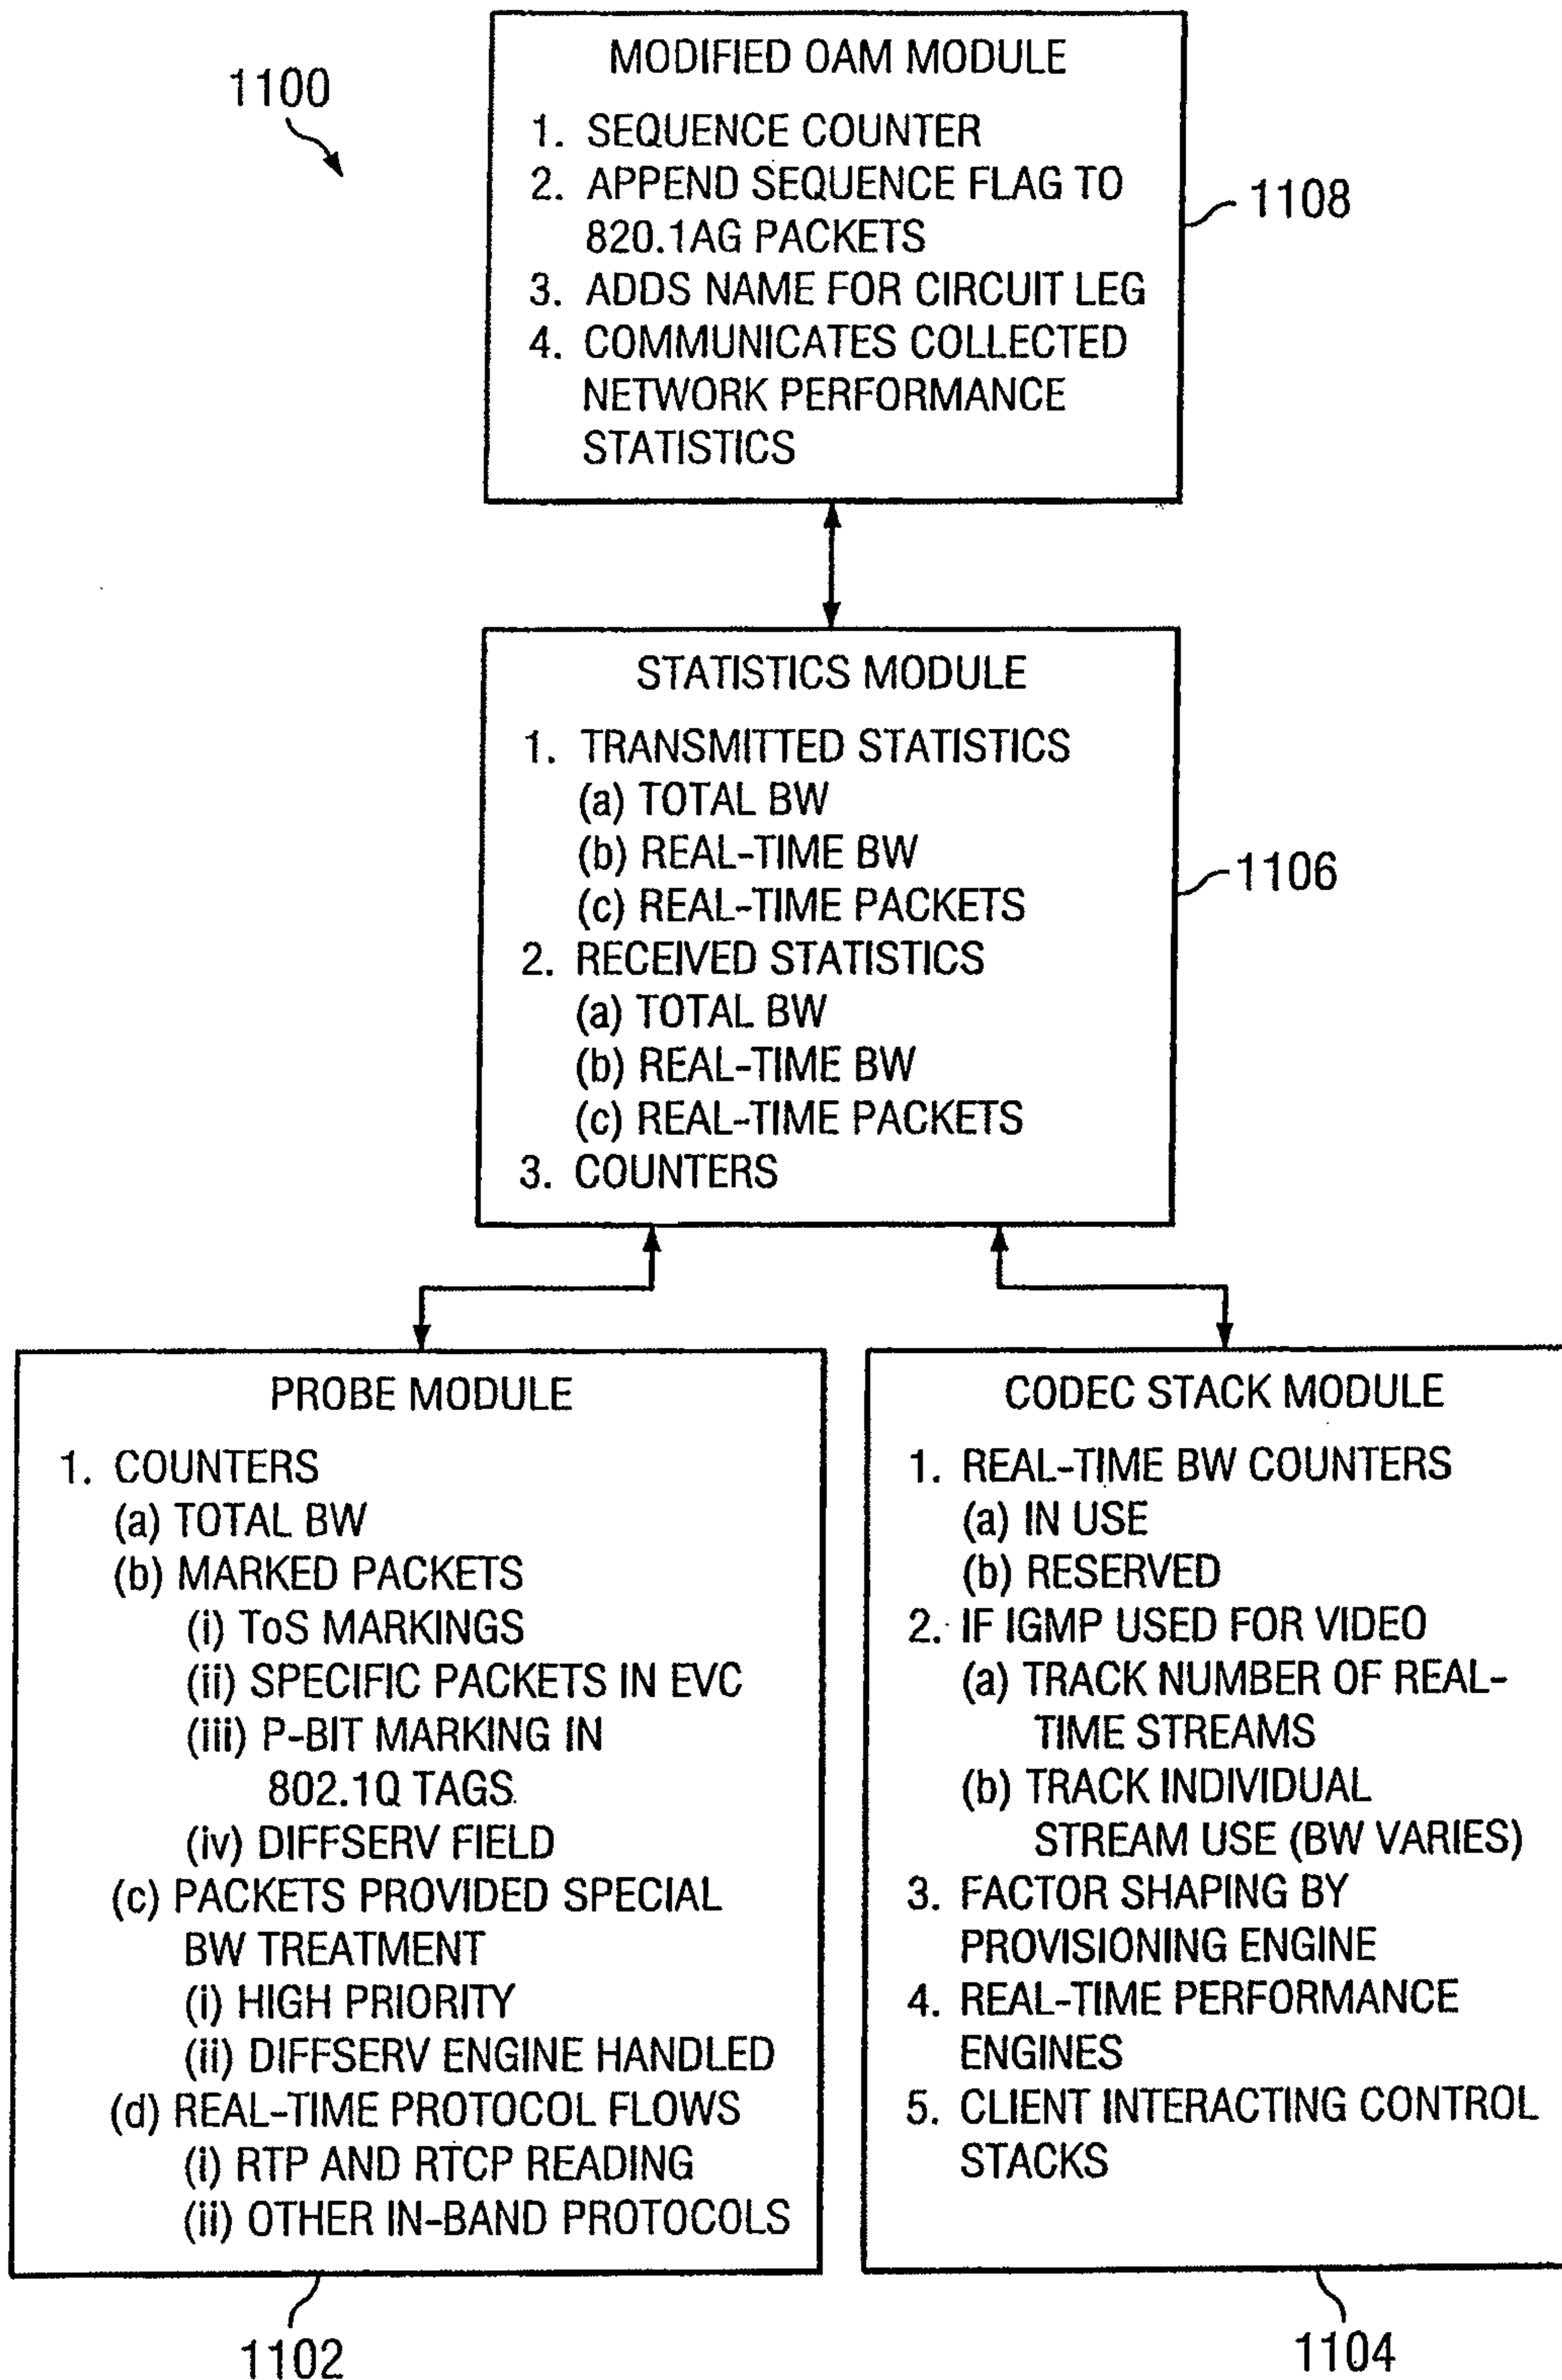 1100
MODIFIED OAM MODULE
1. SEQUENCE COUNTER
2. APPEND SEQUENCE FLAG TO
820.1AG PACKETS
3. ADDS NAME FOR CIRCUIT LEG
4. COMMUNICATES COLLECTED
NETWORK PERFORMANCE
STATISTICS
1108
STATISTICS MODULE
1. TRANSMITTED STATISTICS
(a) TOTAL BW
(b) REAL-TIME BW
(c) REAL-TIME PACKETS
2. RECEIVED STATISTICS
(a) TOTAL BW
(b) REAL-TIME BW
(c) REAL-TIME PACKETS
3. COUNTERS
1106
PROBE MODULE
1. COUNTERS
(a) TOTAL BW
(b) MARKED PACKETS
(i) ToS MARKINGS
(ii) SPECIFIC PACKETS IN EVC
(iii) P-BIT MARKING IN
802.1Q TAGS
(iv) DIFFSERV FIELD
(c) PACKETS PROVIDED SPECIAL
BW TREATMENT
(i) HIGH PRIORITY
(ii) DIFFSERV ENGINE HANDLED
(d) REAL-TIME PROTOCOL FLOWS
(i) RTP AND RTCP READING
(ii) OTHER IN-BAND PROTOCOLS
1102
CODEC STACK MODULE
1. REAL-TIME BW COUNTERS
(a) IN USE
(b) RESERVED
2. IF IGMP USED FOR VIDEO
(a) TRACK NUMBER OF REAL-
TIME STREAMS
(b) TRACK INDIVIDUAL
STREAM USE (BW VARIES)
3. FACTOR SHAPING BY
PROVISIONING ENGINE
4. REAL-TIME PERFORMANCE
ENGINES
5. CLIENT INTERACTING CONTROL
STACKS
1104